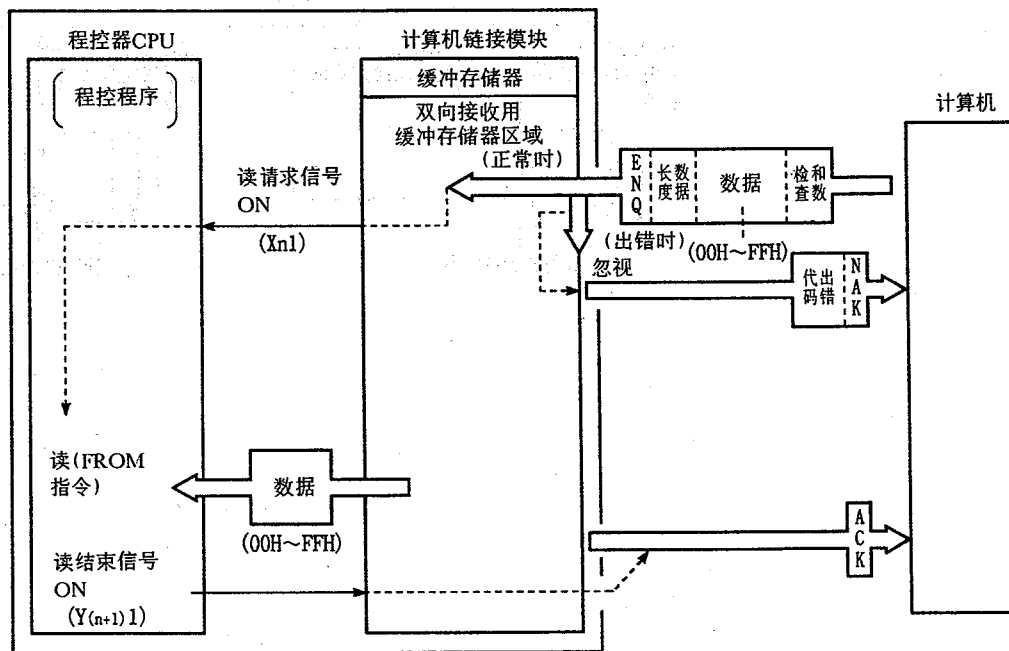 程控器CPU
计算机链接模块
程控程序
缓冲存储器
双向接收用
缓冲存储器区域
(正常时)
计算机
ENQ
长度
数据
数据
检查
和数
读请求信号
ON
(Xn1)
(出错时)
(00H～FFH)
忽视
代码
出错
NAK
读(FROM
指令)
数据
(00H～FFH)
ACK
读结束信号
ON
(Y(n+1)1)